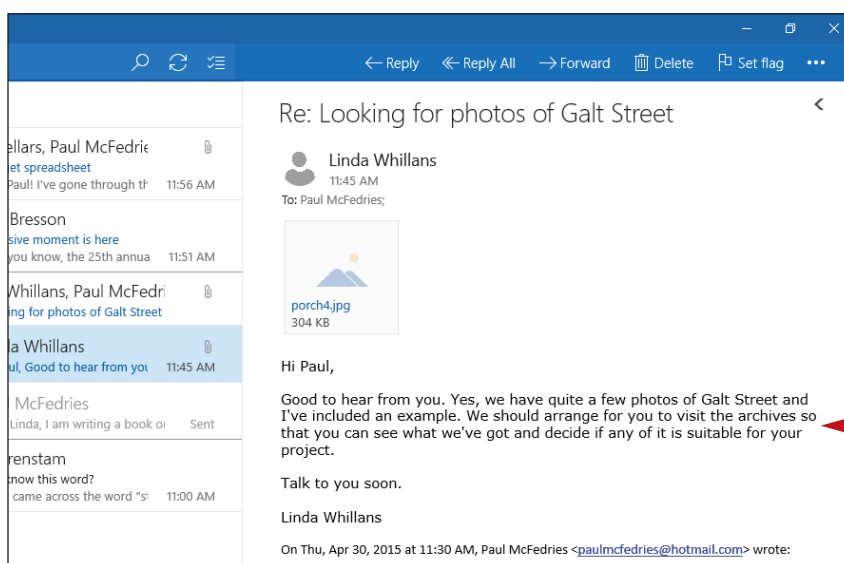 Reply Reply All Forward Delete Set flag
Re: Looking for photos of Galt Street
Linda Whillans
11:45 AM
To: Paul McFedries;
porch4.jpg
304 KB
Hi Paul,
Good to hear from you. Yes, we have quite a few photos of Galt Street and
I've included an example. We should arrange for you to visit the archives so
that you can see what we've got and decide if any of it is suitable for your
project.
Talk to you soon.
Linda Whillans
On Thu, Apr 30, 2015 at 11:30 AM, Paul McFedries <paulmcfedries@hotmail.com> wrote:
ellars, Paul McFedrie
et spreadsheet
Paul! I've gone through th 11:56 AM
Bresson
sive moment is here
you know, the 25th annua 11:51 AM
Whillans, Paul McFedri
ing for photos of Galt Street
la Whillans
ul, Good to hear from you 11:45 AM
McFedries
Linda, I am writing a book o Sent
renstam
know this word?
came across the word "s 11:00 AM